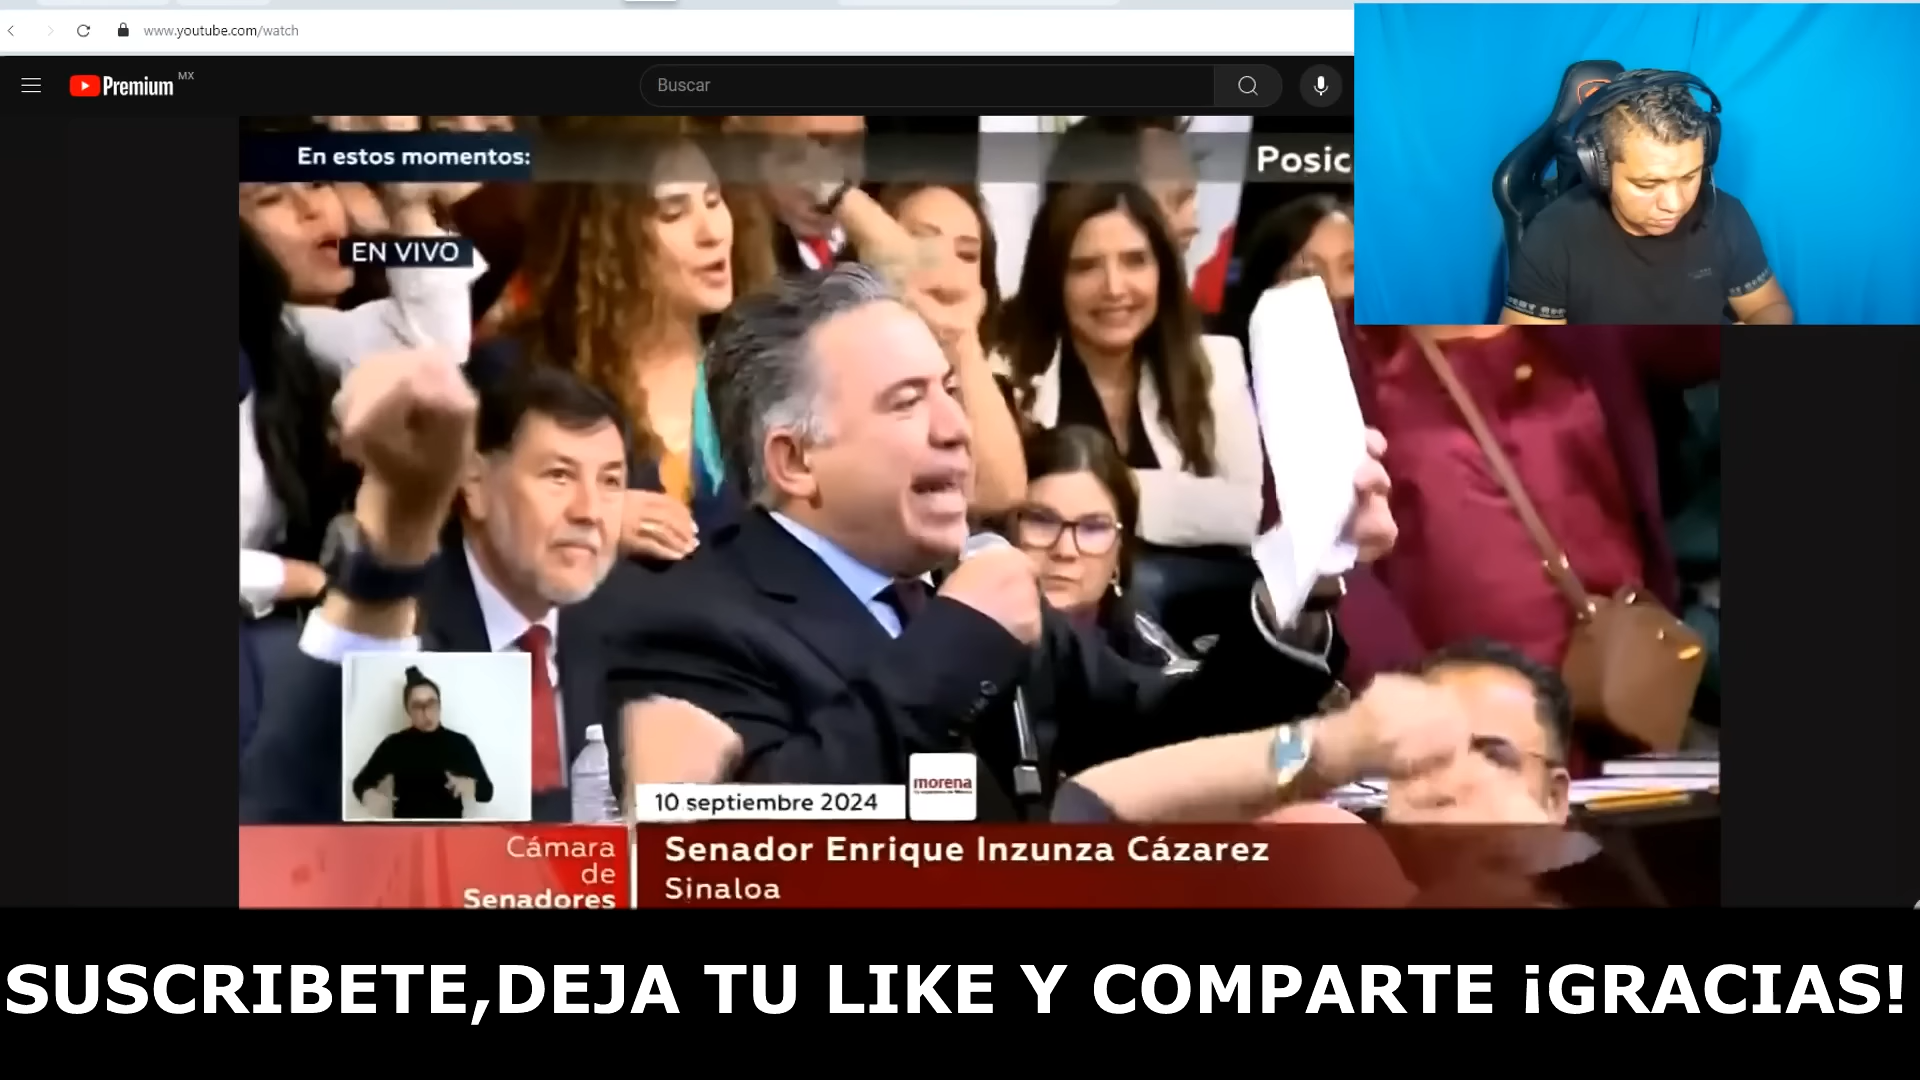 www.youtube.com/watch
Premium MX
Buscar
En estos momentos:
Posic
EN VIVO
10 septiembre 2024
morena
Cámara
de
Senadores
Senador Enrique Inzunza Cázarez
Sinaloa
SUSCRIBETE,DEJA TU LIKE Y COMPARTE ¡GRACIAS!